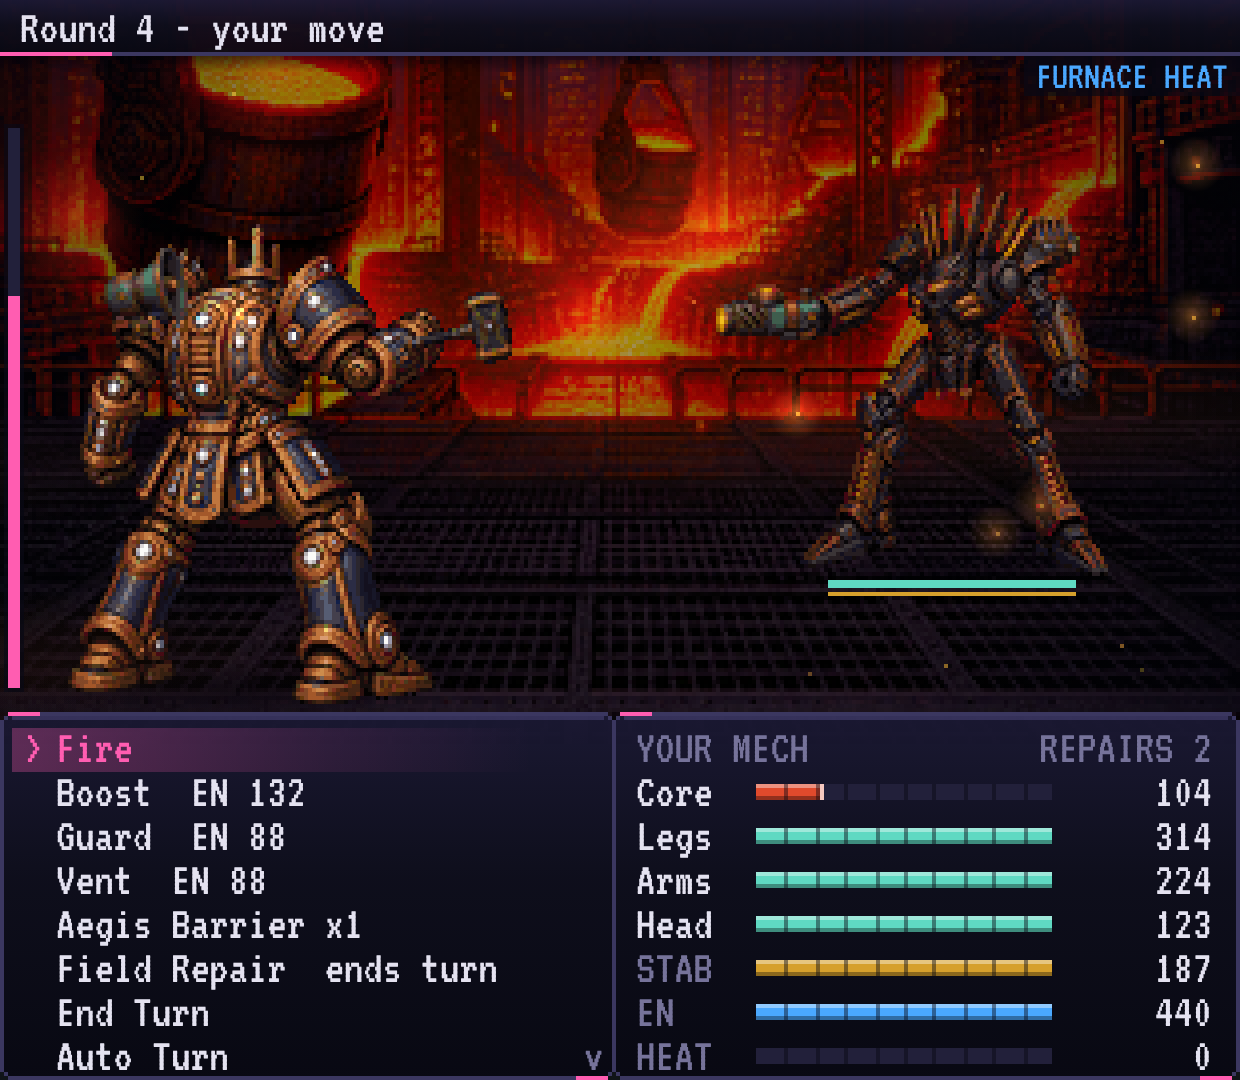 Round 4 - your move
FURNACE HEAT
> Fire
Boost EN 132
Guard EN 88
Vent EN 88
Aegis Barrier x1
Field Repair ends turn
End Turn
Auto Turn v
YOUR MECH REPAIRS 2
Core 104
Legs 314
Arms 224
Head 123
STAB 187
EN 440
HEAT 0